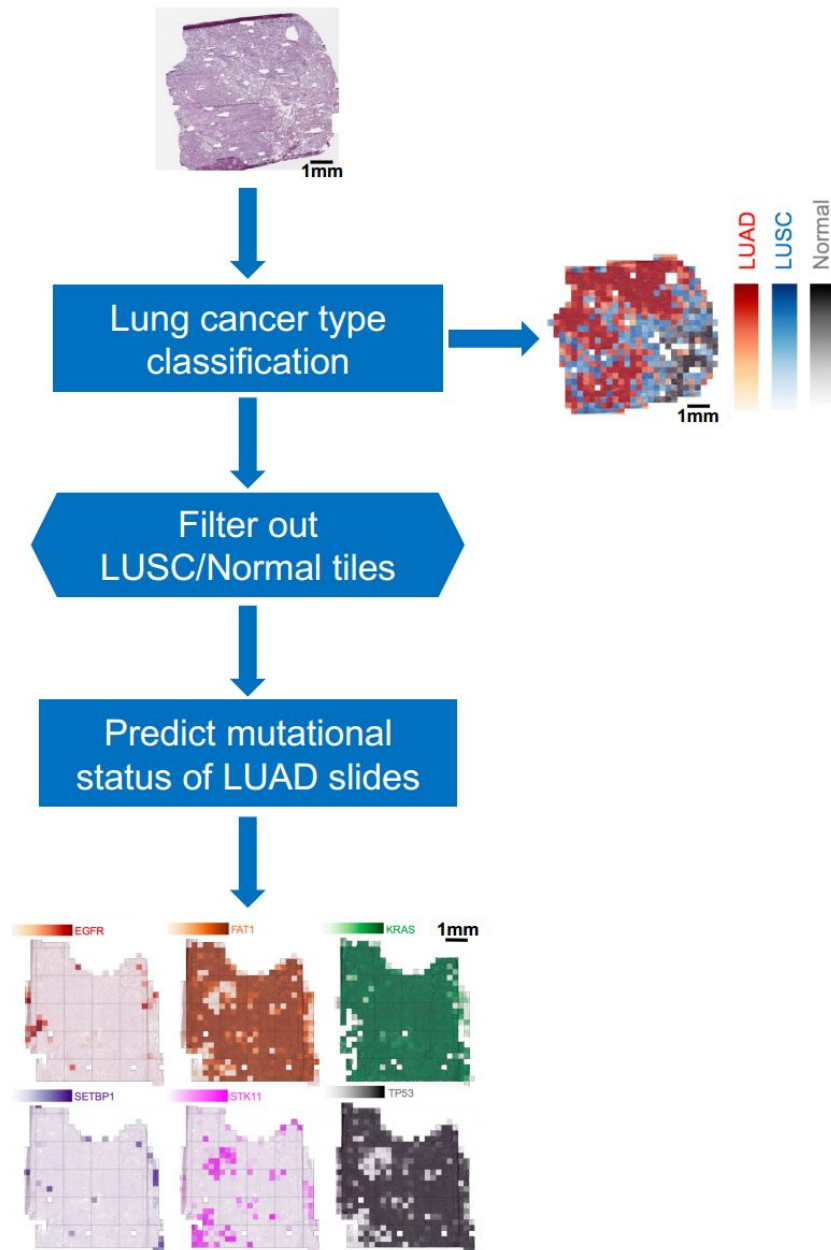 1mm
Lung cancer type
classification
LUAD
LUSC
Normal
1mm
Filter out
LUSC/Normal tiles
Predict mutational
status of LUAD slides
EGFR
FAT1
KRAS
1mm
SETBP1
STK11
TP53